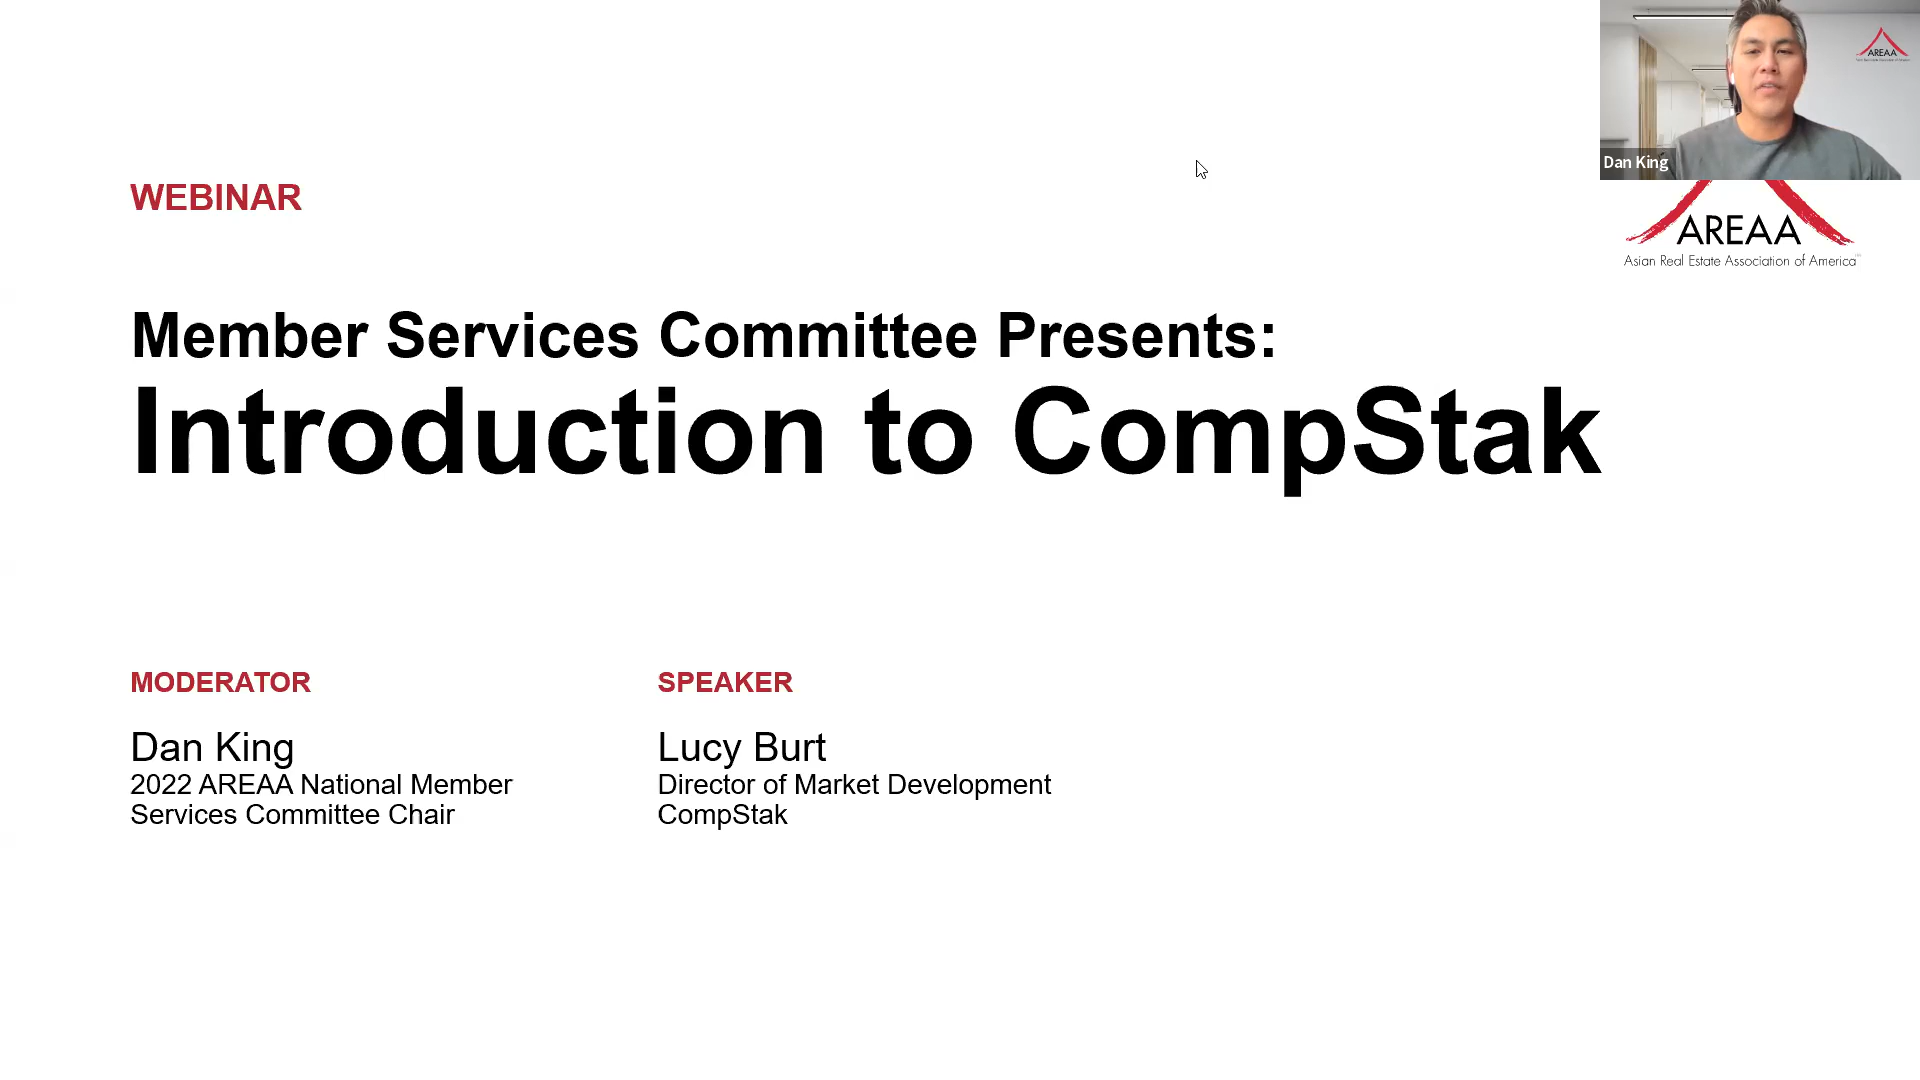 AREAA
Dan King
WEBINAR
AREAA
Asian Real Estate Association of America
Member Services Committee Presents:
Introduction to CompStak
MODERATOR
Dan King
2022 AREAA National Member
Services Committee Chair
SPEAKER
Lucy Burt
Director of Market Development
CompStak